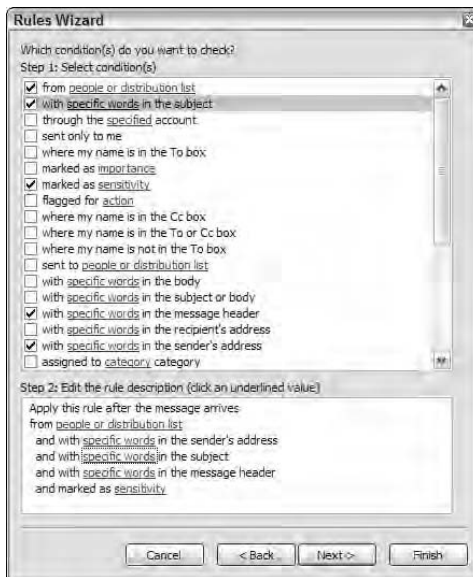 Rules Wizard
Which condition(s) do you want to check?
Step 1: Select condition(s)
from people or distribution list
with specific words in the subject
through the specified account
sent only to me
where my name is in the To box
marked as importance
marked as sensitivity
flagged for action
where my name is in the Cc box
where my name is in the To or Cc box
where my name is not in the To box
sent to people or distribution list
with specific words in the body
with specific words in the subject or body
with specific words in the message header
with specific words in the recipient's address
with specific words in the sender's address
assigned to category category
Step 2: Edit the rule description (click an underlined value)
Apply this rule after the message arrives
from people or distribution list
and with specific words in the sender's address
and with specific words in the subject
and with specific words in the message header
and marked as sensitivity
Cancel < Back Next > Finish